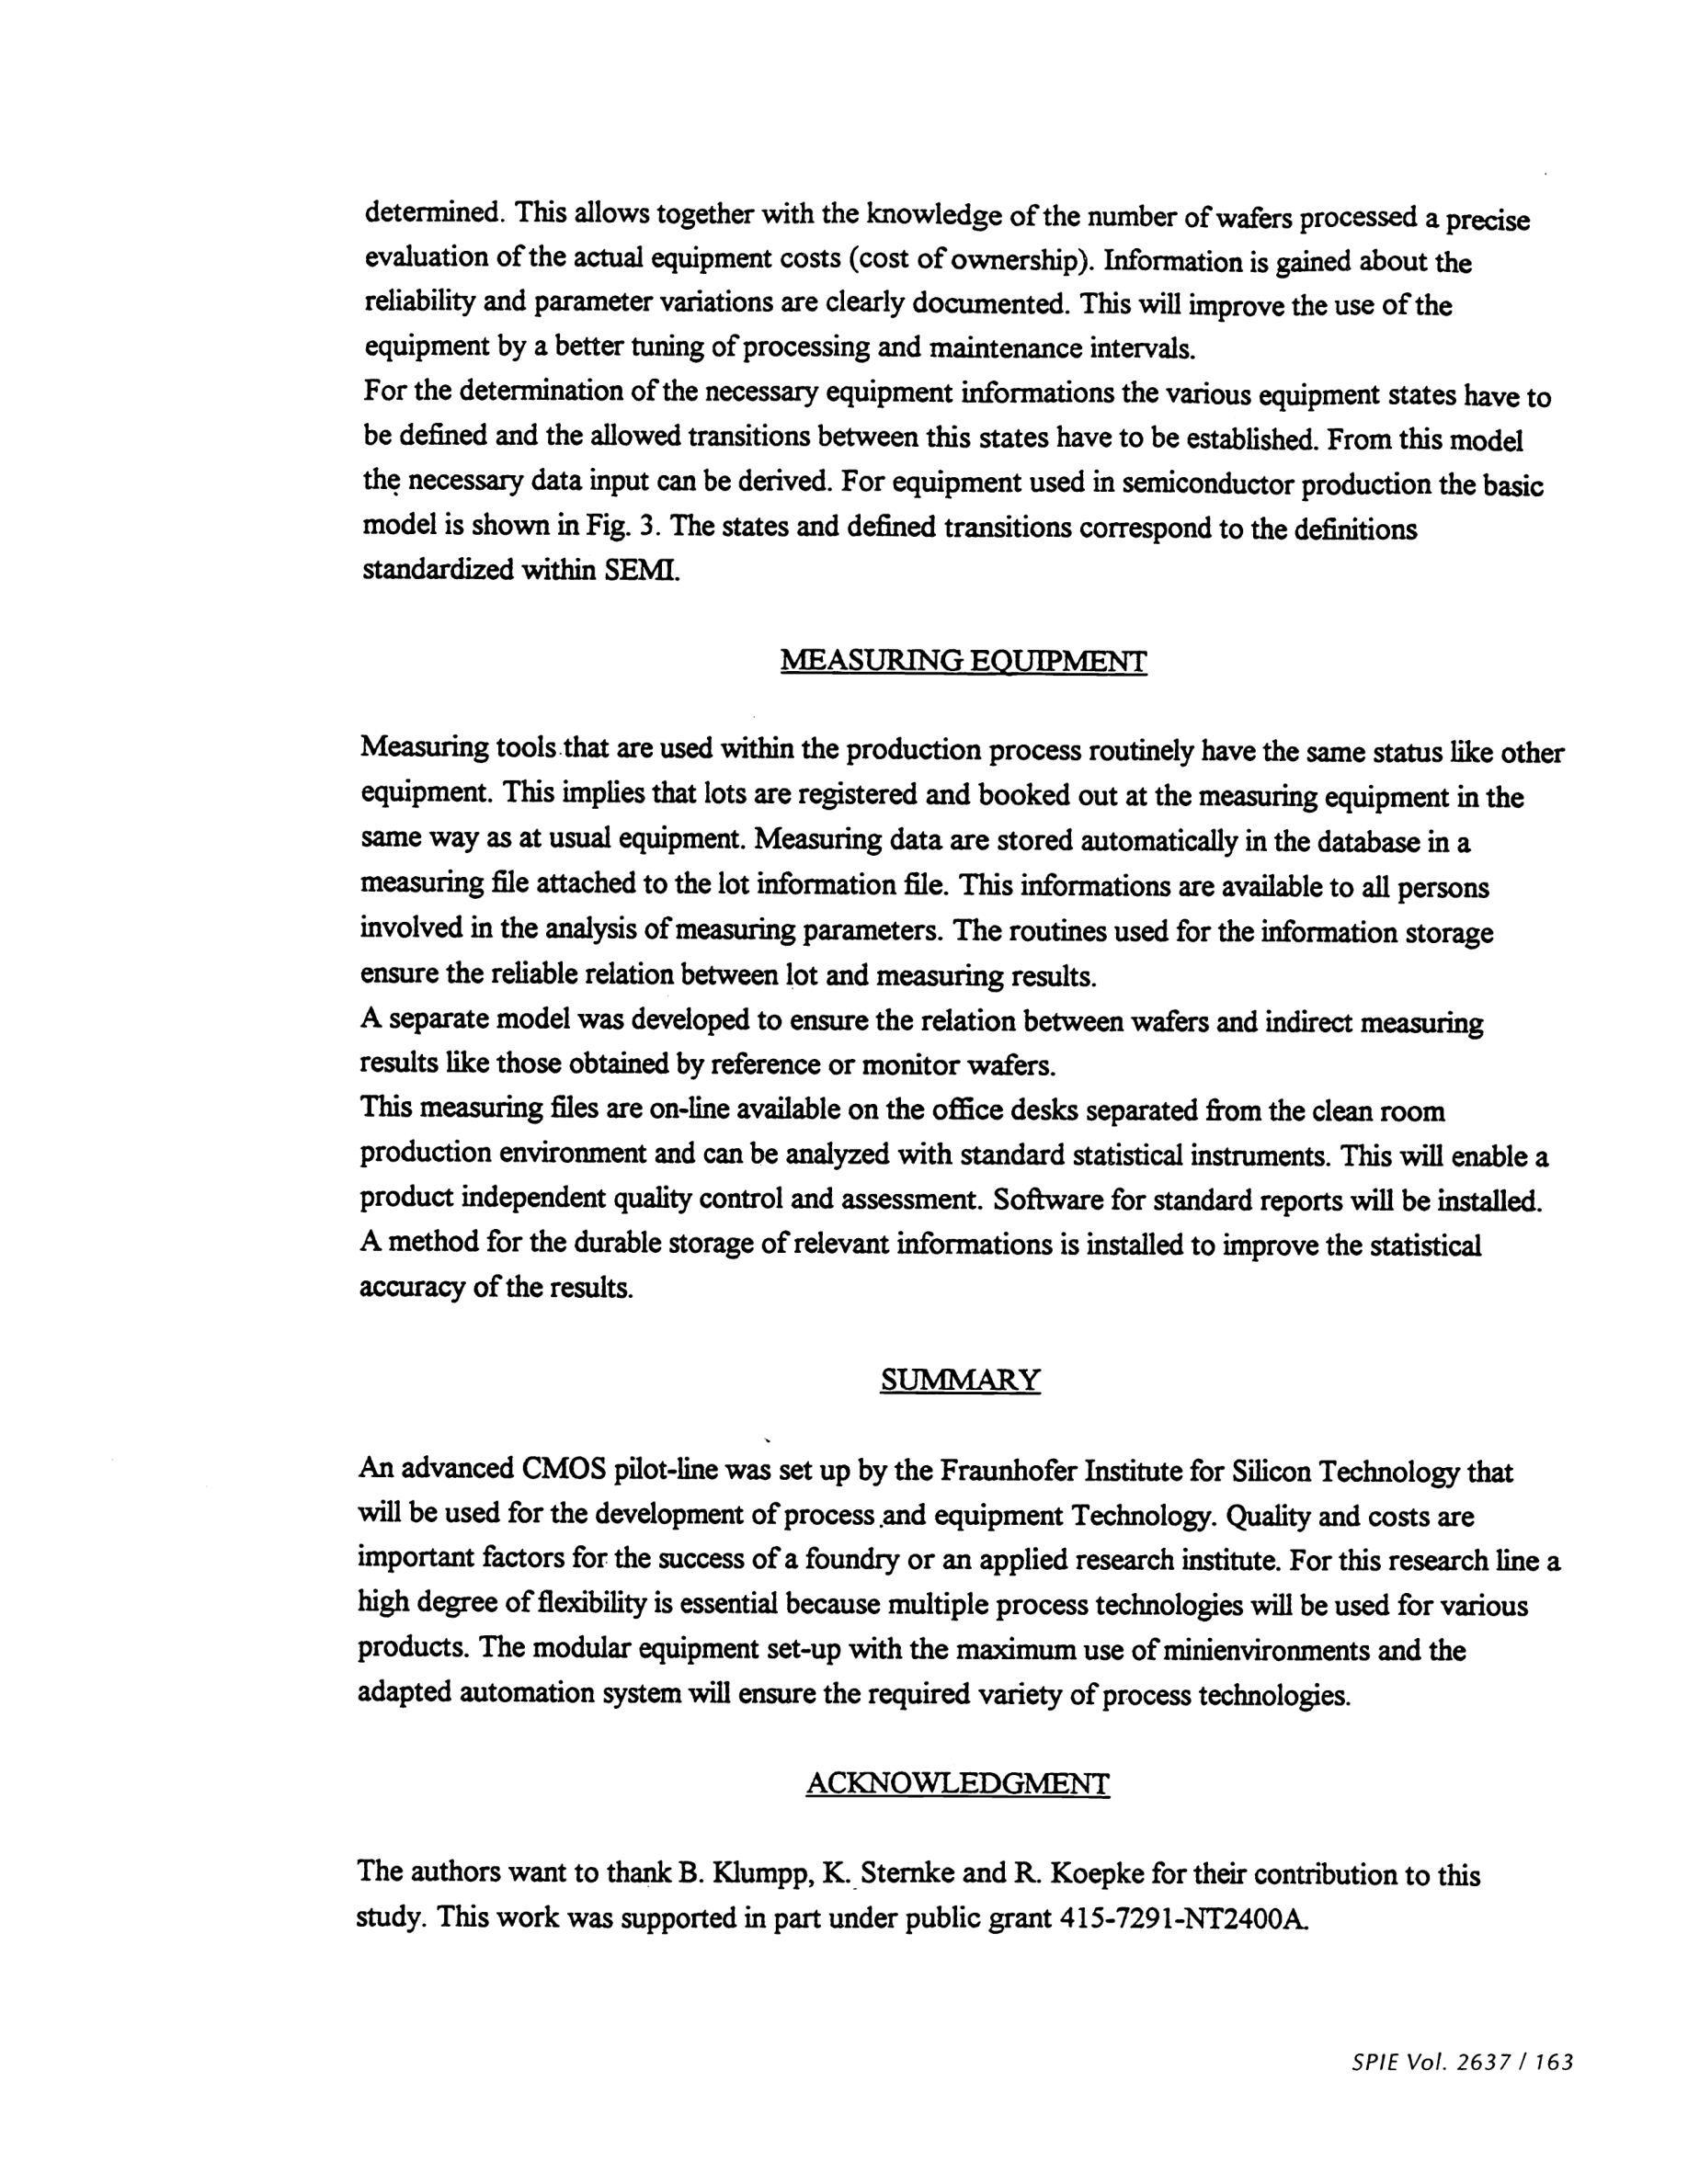 determined. This allows together with the knowledge of the number of wafers processed a precise
evaluation of the actual equipment costs (cost of ownership). Information is gained about the
reliability and parameter variations are clearly documented. This will improve the use of the
equipment by a better tuning of processing and maintenance intervals.
For the determination of the necessary equipment informations the various equipment states have to
be defined and the allowed transitions between this states have to be established. From this model
the necessary data input can be derived. For equipment used in semiconductor production the basic
model is shown in Fig. 3. The states and defined transitions correspond to the definitions
standardized within SEMI.
MEASURING EQUIPMENT
Measuring tools that are used within the production process routinely have the same status like other
equipment. This implies that lots are registered and booked out at the measuring equipment in the
same way as at usual equipment. Measuring data are stored automatically in the database in a
measuring file attached to the lot information file. This informations are available to all persons
involved in the analysis of measuring parameters. The routines used for the information storage
ensure the reliable relation between lot and measuring results.
A separate model was developed to ensure the relation between wafers and indirect measuring
results like those obtained by reference or monitor wafers.
This measuring files are on-line available on the office desks separated from the clean room
production environment and can be analyzed with standard statistical instruments. This will enable a
product independent quality control and assessment. Software for standard reports will be installed.
A method for the durable storage of relevant informations is installed to improve the statistical
accuracy of the results.
SUMMARY
An advanced CMOS pilot-line was set up by the Fraunhofer Institute for Silicon Technology that
will be used for the development of process and equipment Technology. Quality and costs are
important factors for the success of a foundry or an applied research institute. For this research line a
high degree of flexibility is essential because multiple process technologies will be used for various
products. The modular equipment set-up with the maximum use of minienvironments and the
adapted automation system will ensure the required variety of process technologies.
ACKNOWLEDGMENT
The authors want to thank B. Klumpp, K. Stemke and R. Koepke for their contribution to this
study. This work was supported in part under public grant 415-7291-NT2400A.
SPIE Vol. 2637 / 163